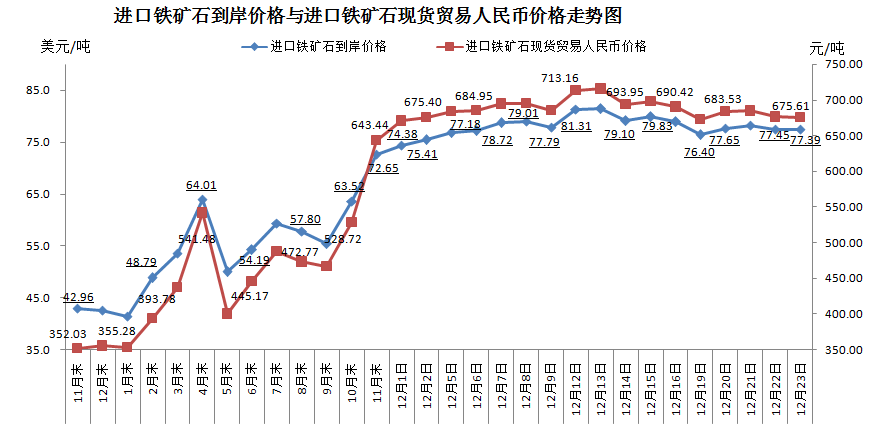 进口铁矿石到岸价格与进口铁矿石现货贸易人民币价格走势图
美元/吨
进口铁矿石到岸价格
进口铁矿石现货贸易人民币价格
元/吨
85.0
75.0
65.0
55.0
45.0
35.0
750.00
700.00
650.00
600.00
550.00
500.00
450.00
400.00
350.00
42.96
48.79
64.01
54.19
57.80
63.52
72.65
74.38
75.41
77.18
78.72
79.01
77.79
81.31
79.10
79.83
76.40
77.65
77.45
77.39
352.03
355.28
393.78
541.48
445.17
472.77
528.72
643.44
675.40
684.95
713.16
693.95
690.42
683.53
675.61
11月末
12月末
1月末
2月末
3月末
4月末
5月末
6月末
7月末
8月末
9月末
10月末
11月末
12月1日
12月2日
12月5日
12月6日
12月7日
12月8日
12月9日
12月12日
12月13日
12月14日
12月15日
12月16日
12月19日
12月20日
12月21日
12月22日
12月23日